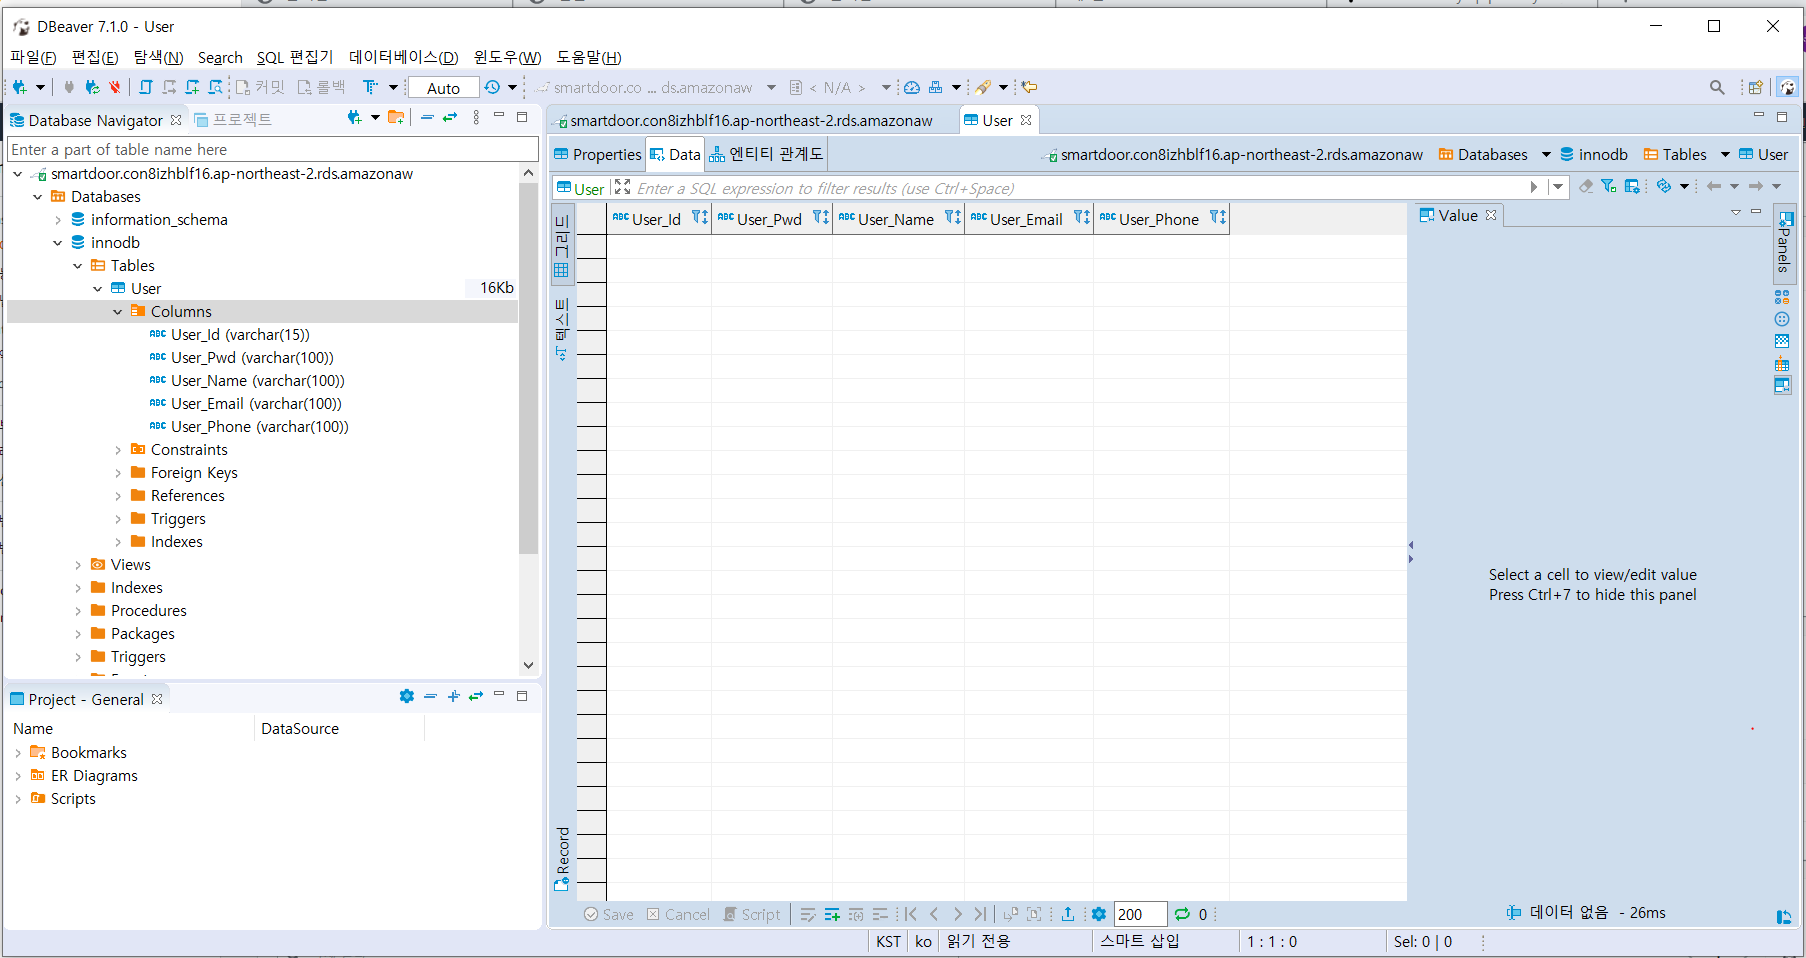 DBeaver 7.1.0 - User
파일(F) 편집(E) 탐색(N) Search SQL 편집기 데이터베이스(D) 윈도우(W) 도움말(H)
커밋 롤백 Auto smartdoor.co ... ds.amazonaw < N/A >
Database Navigator 프로젝트
Enter a part of table name here
smartdoor.con8izhblf16.ap-northeast-2.rds.amazonaw
Databases
information_schema
innodb
Tables
User 16Kb
Columns
User_Id (varchar(15))
User_Pwd (varchar(100))
User_Name (varchar(100))
User_Email (varchar(100))
User_Phone (varchar(100))
Constraints
Foreign Keys
References
Triggers
Indexes
Views
Indexes
Procedures
Packages
Triggers
Project - General
Name DataSource
Bookmarks
ER Diagrams
Scripts
smartdoor.con8izhblf16.ap-northeast-2.rds.amazonaw User
Properties Data 엔티티 관계도 smartdoor.con8izhblf16.ap-northeast-2.rds.amazonaw Databases innodb Tables User
User Enter a SQL expression to filter results (use Ctrl+Space)
그리드
텍스트
Record
ABC User_Id ABC User_Pwd ABC User_Name ABC User_Email ABC User_Phone
Value
Panels
Select a cell to view/edit value
Press Ctrl+7 to hide this panel
Save Cancel Script 200 0 데이터 없음 - 26ms
KST ko 읽기 전용 스마트 삽입 1 : 1 : 0 Sel: 0 | 0